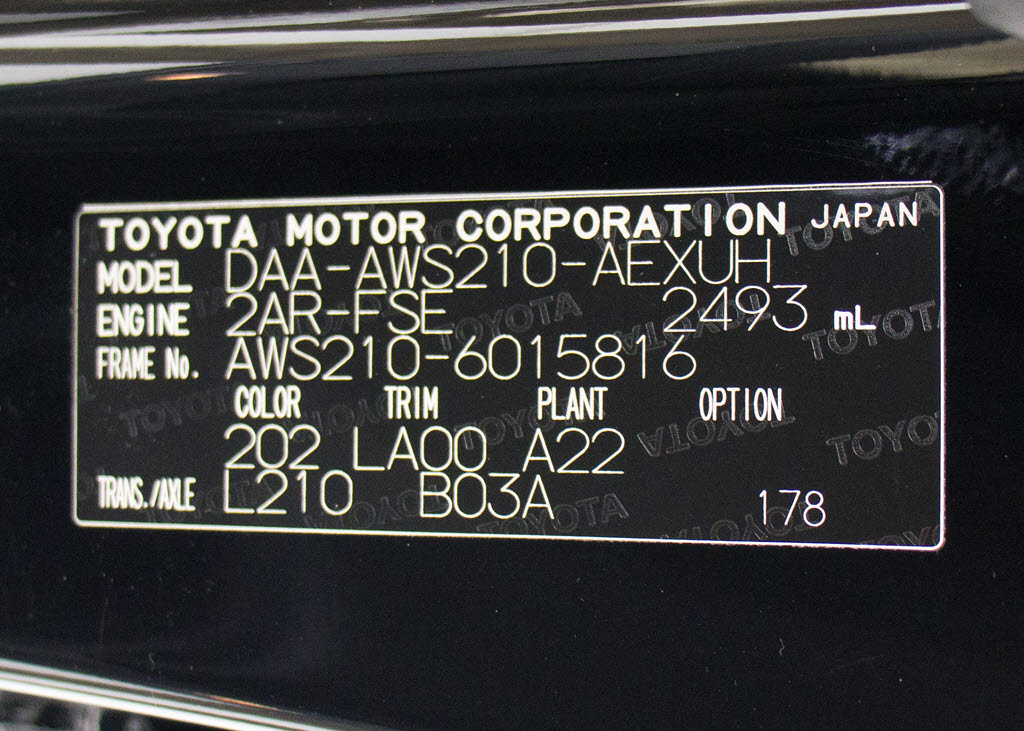 TOYOTA MOTOR CORPORATION JAPAN
MODEL DAA-AWS210-AEXUH
ENGINE 2AR-FSE 2493 mL
FRAME No. AWS210-6015816
COLOR TRIM PLANT OPTION
202 LA00 A22
TRANS./AXLE L210 B03A 178